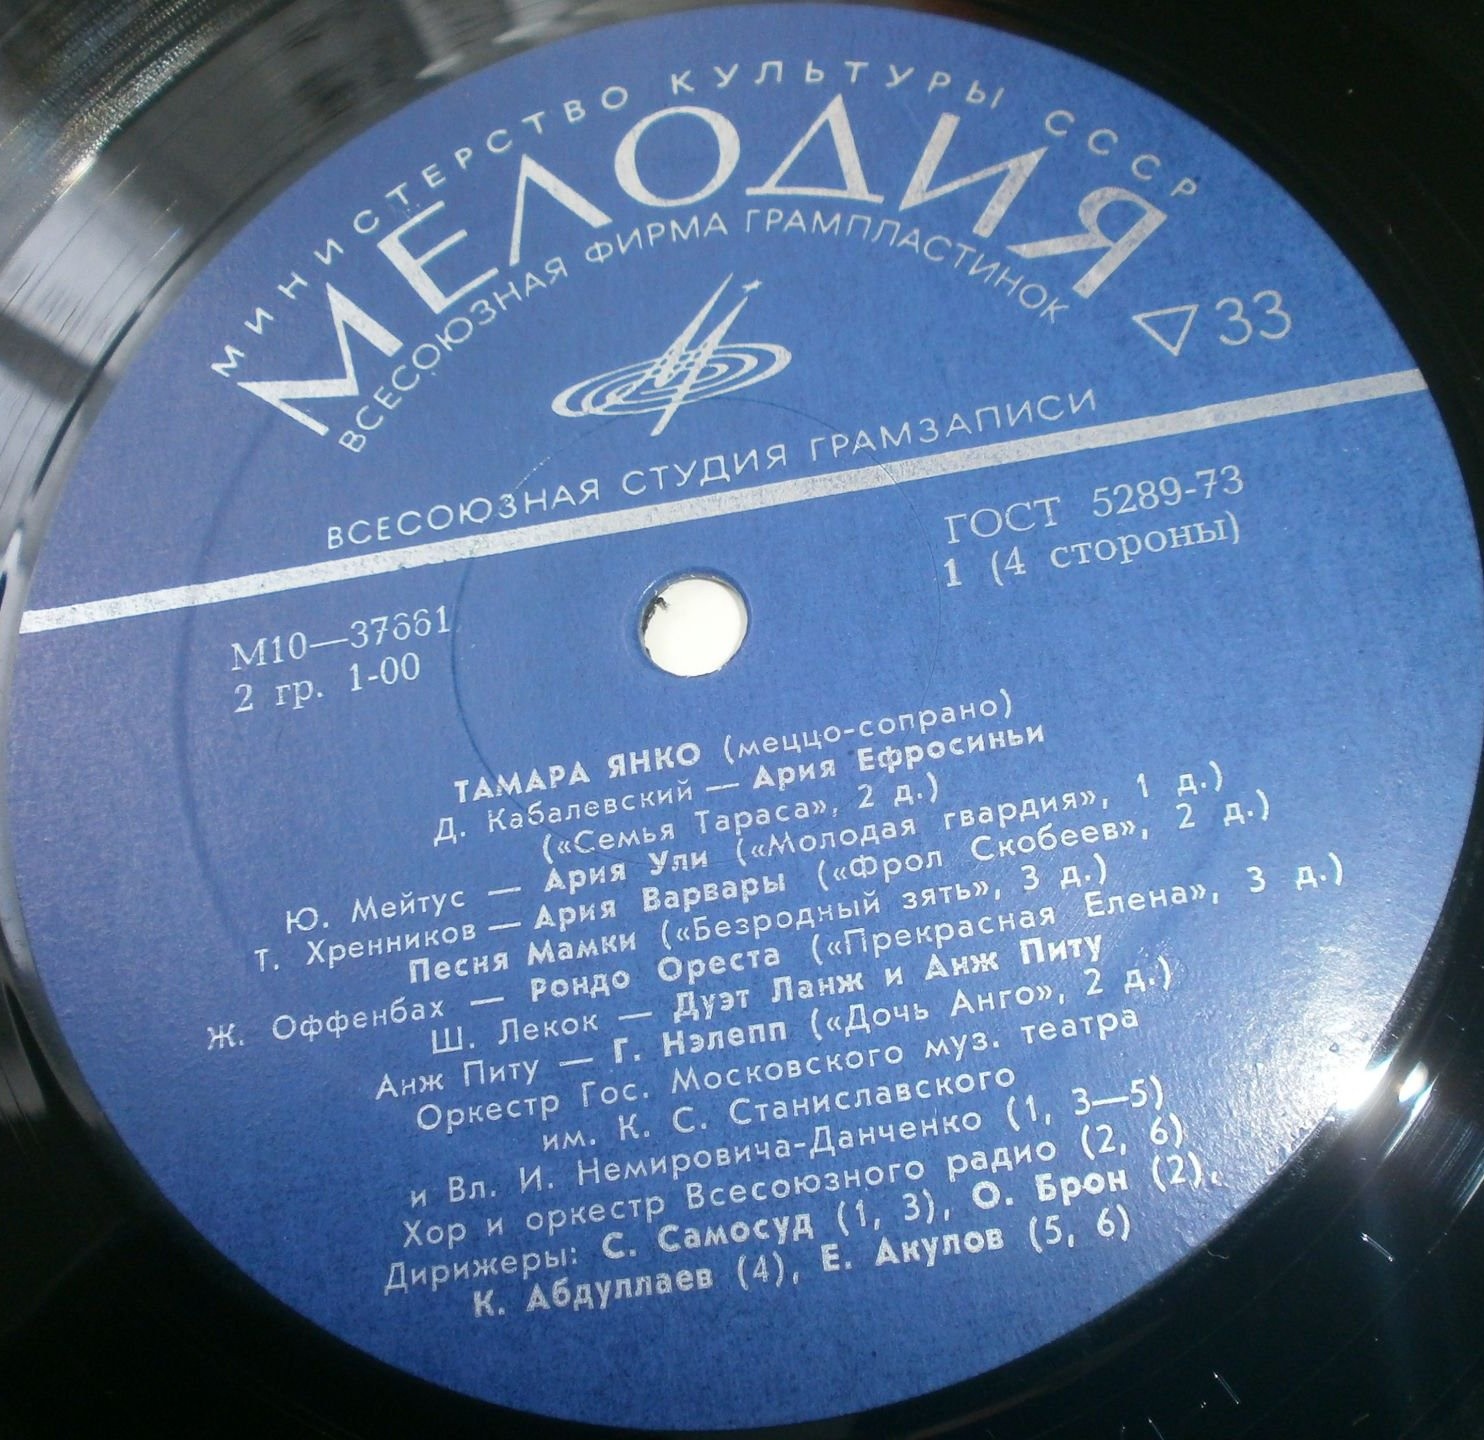 МИНИСТЕРСТВО КУЛЬТУРЫ СССР
МЕЛОДИЯ
ВСЕСОЮЗНАЯ ФИРМА ГРАМПЛАСТИНОК
33
ВСЕСОЮЗНАЯ СТУДИЯ ГРАМЗАПИСИ
ГОСТ 5289-73
1 (4 стороны)
М10—37661
2 гр. 1-00
ТАМАРА ЯНКО (меццо-сопрано)
Д. Кабалевский — Ария Ефросиньи
(«Семья Тараса», 2 д.)
Ю. Мейтус — Ария Ули («Молодая гвардия», 1 д.)
Т. Хренников — Ария Варвары («Фрол Скобеев», 2 д.)
Песня Мамки («Безродный зять», 3 д.)
Ж. Оффенбах — Рондо Ореста («Прекрасная Елена», 3 д.)
Ш. Лекок — Дуэт Ланж и Анж Питу
Анж Питу — Г. Нэлепп («Дочь Анго», 2 д.)
Оркестр Гос. Московского муз. театра
им. К. С. Станиславского
и Вл. И. Немировича-Данченко (1, 3—5)
Хор и оркестр Всесоюзного радио (2, 6)
Дирижеры: С. Самосуд (1, 3), О. Брон (2),
К. Абдуллаев (4), Е. Акулов (5, 6)